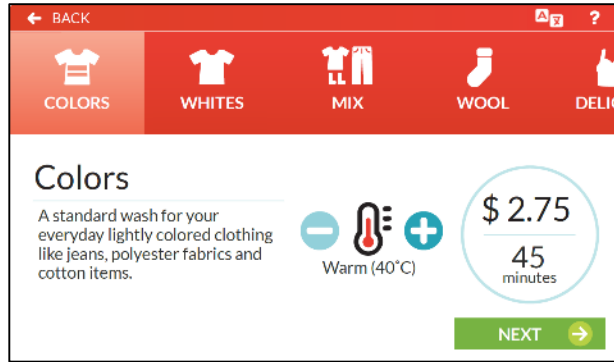 BACK
?
COLORS
WHITES
MIX
WOOL
DELIC
Colors
A standard wash for your
everyday lightly colored clothing
like jeans, polyester fabrics and
cotton items.
Warm (40˚C)
$ 2.75
45
minutes
NEXT